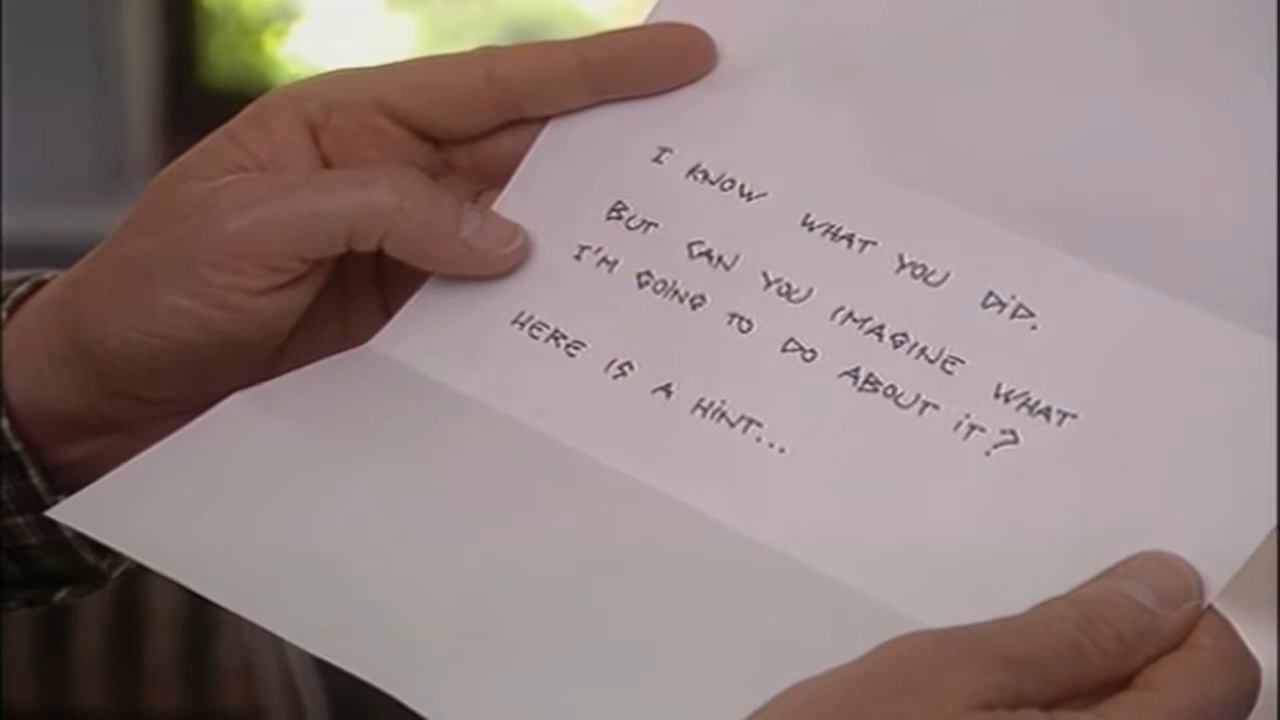 I KNOW WHAT YOU DiD.
BUT CAN YOU IMAGINE WHAT
I'M GOING TO DO ABOUT iT?
HERE IS A HiNT...